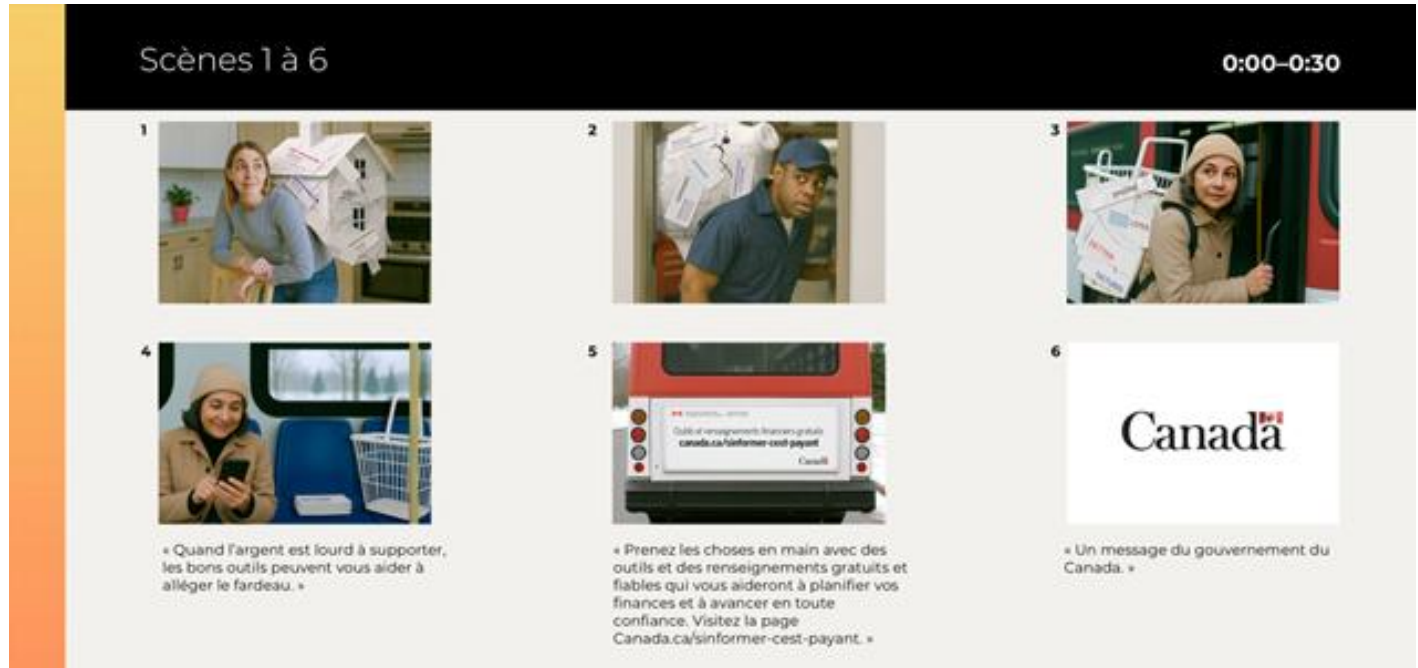 Scènes 1 à 6
0:00–0:30
1
2
3
4
5
Outils et renseignements financiers gratuits
canada.ca/sinformer-cest-payant
Canada
6
Canada
« Quand l’argent est lourd à supporter,
les bons outils peuvent vous aider à
alléger le fardeau. »
« Prenez les choses en main avec des
outils et des renseignements gratuits et
fiables qui vous aideront à planifier vos
finances et à avancer en toute
confiance. Visitez la page
Canada.ca/sinformer-cest-payant. »
« Un message du gouvernement du
Canada. »